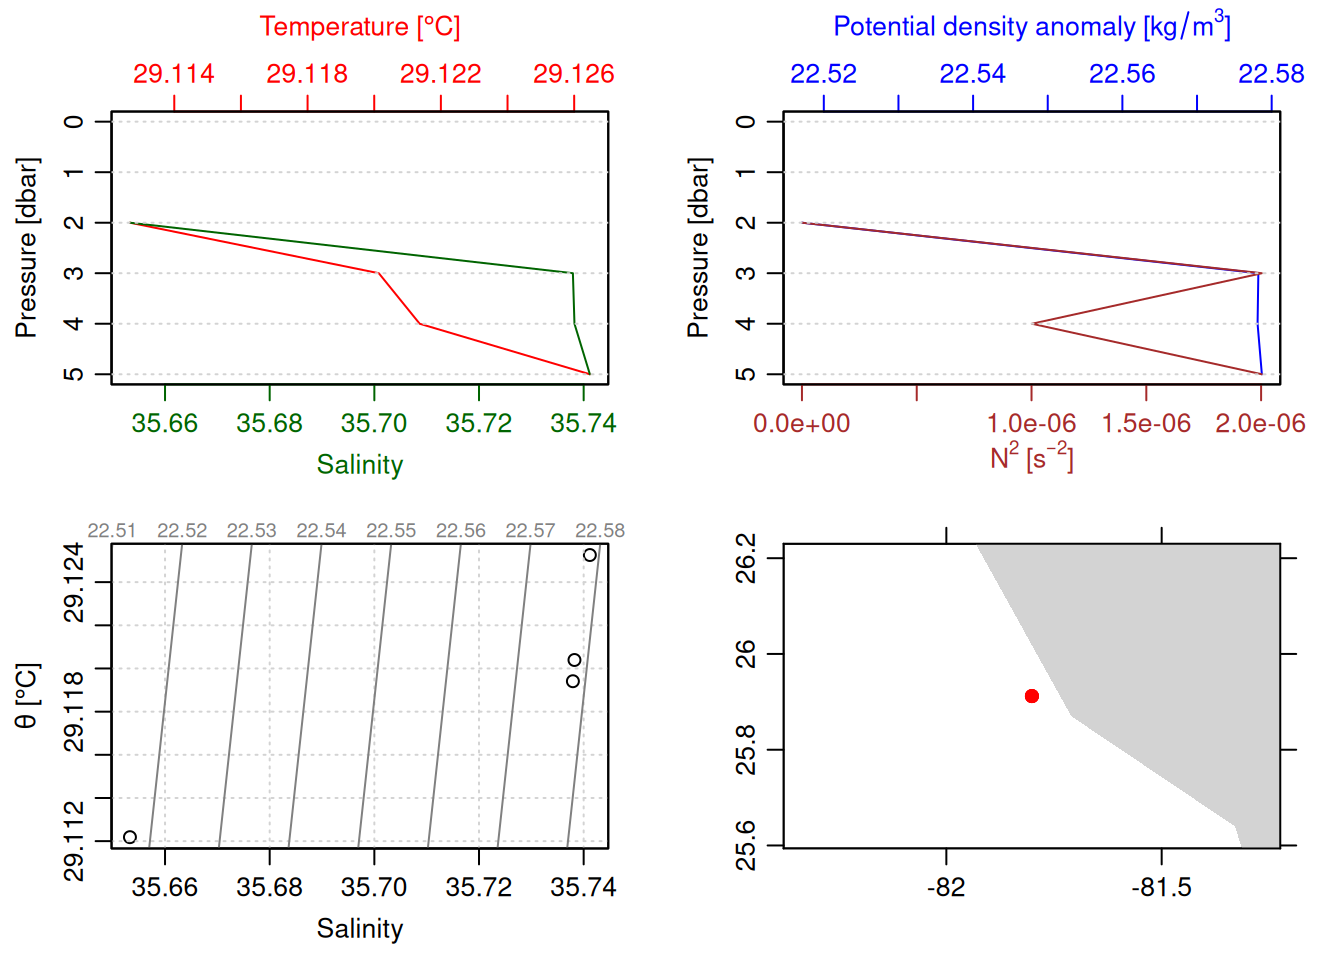 Temperature [°C]
29.114 29.118 29.122 29.126
0
1
2
3
4
5
Pressure [dbar]
35.66 35.68 35.70 35.72 35.74
Salinity
Potential density anomaly [kg/m³]
22.52 22.54 22.56 22.58
0
1
2
3
4
5
Pressure [dbar]
0.0e+00 1.0e-06 1.5e-06 2.0e-06
N² [s⁻²]
22.51 22.52 22.53 22.54 22.55 22.56 22.57 22.58
29.124
29.118
29.112
θ [°C]
35.66 35.68 35.70 35.72 35.74
Salinity
26.2
26
25.8
25.6
-82 -81.5